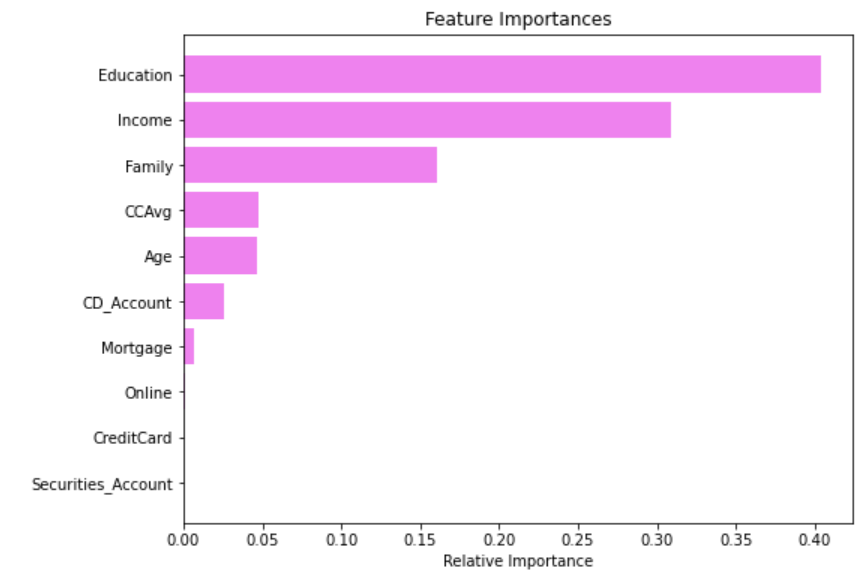 Feature Importances
Education
Income
Family
CCAvg
Age
CD_Account
Mortgage
Online
CreditCard
Securities_Account
0.00 0.05 0.10 0.15 0.20 0.25 0.30 0.35 0.40
Relative Importance